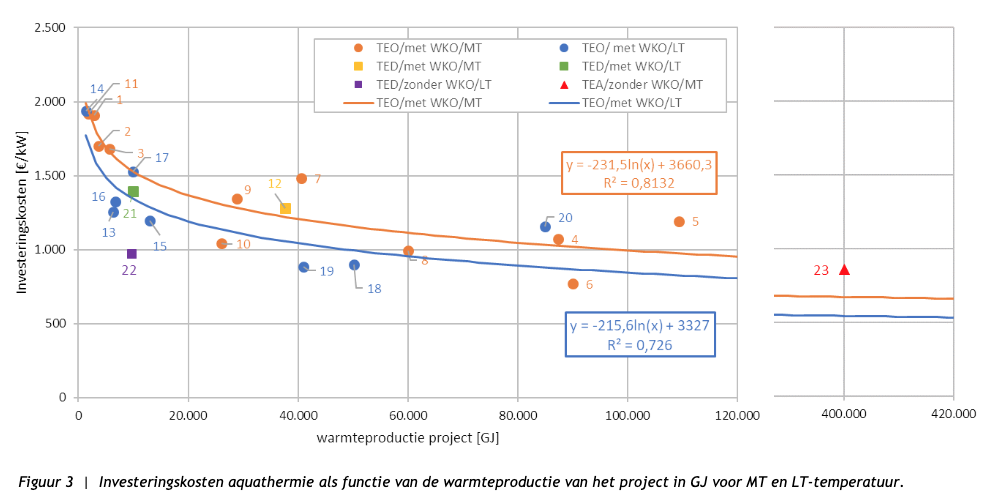 2.500
2.000
1.500
1.000
500
0
Investeringskosten [€/kW]
TEO/met WKO/MT
TEO/ met WKO/LT
TED/met WKO/MT
TED/met WKO/LT
TED/zonder WKO/LT
TEA/zonder WKO/MT
TEO/met WKO/MT
TEO/met WKO/LT
14
11
1
2
3
17
16
13
21
15
22
9
10
12
7
19
18
8
20
4
6
5
23
y = -231,5ln(x) + 3660,3
R² = 0,8132
y = -215,6ln(x) + 3327
R² = 0,726
0
20.000
40.000
60.000
80.000
100.000
120.000
400.000
420.000
warmteproductie project [GJ]
Figuur 3 | Investeringskosten aquathermie als functie van de warmteproductie van het project in GJ voor MT en LT-temperatuur.